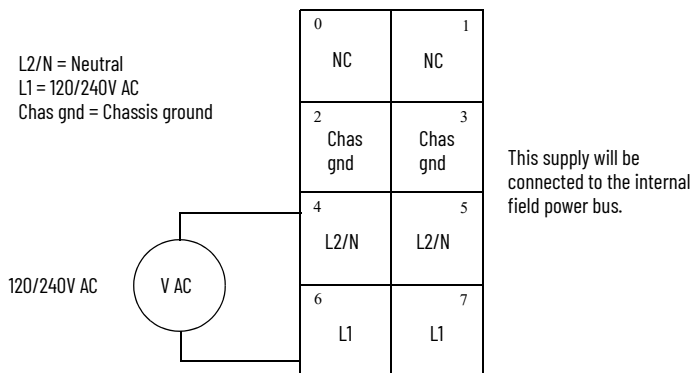 L2/N = Neutral
L1 = 120/240V AC
Chas gnd = Chassis ground
0 1
NC NC
2 3
Chas Chas
gnd gnd
4 5
L2/N L2/N
6 7
L1 L1
120/240V AC
V AC
This supply will be
connected to the internal
field power bus.